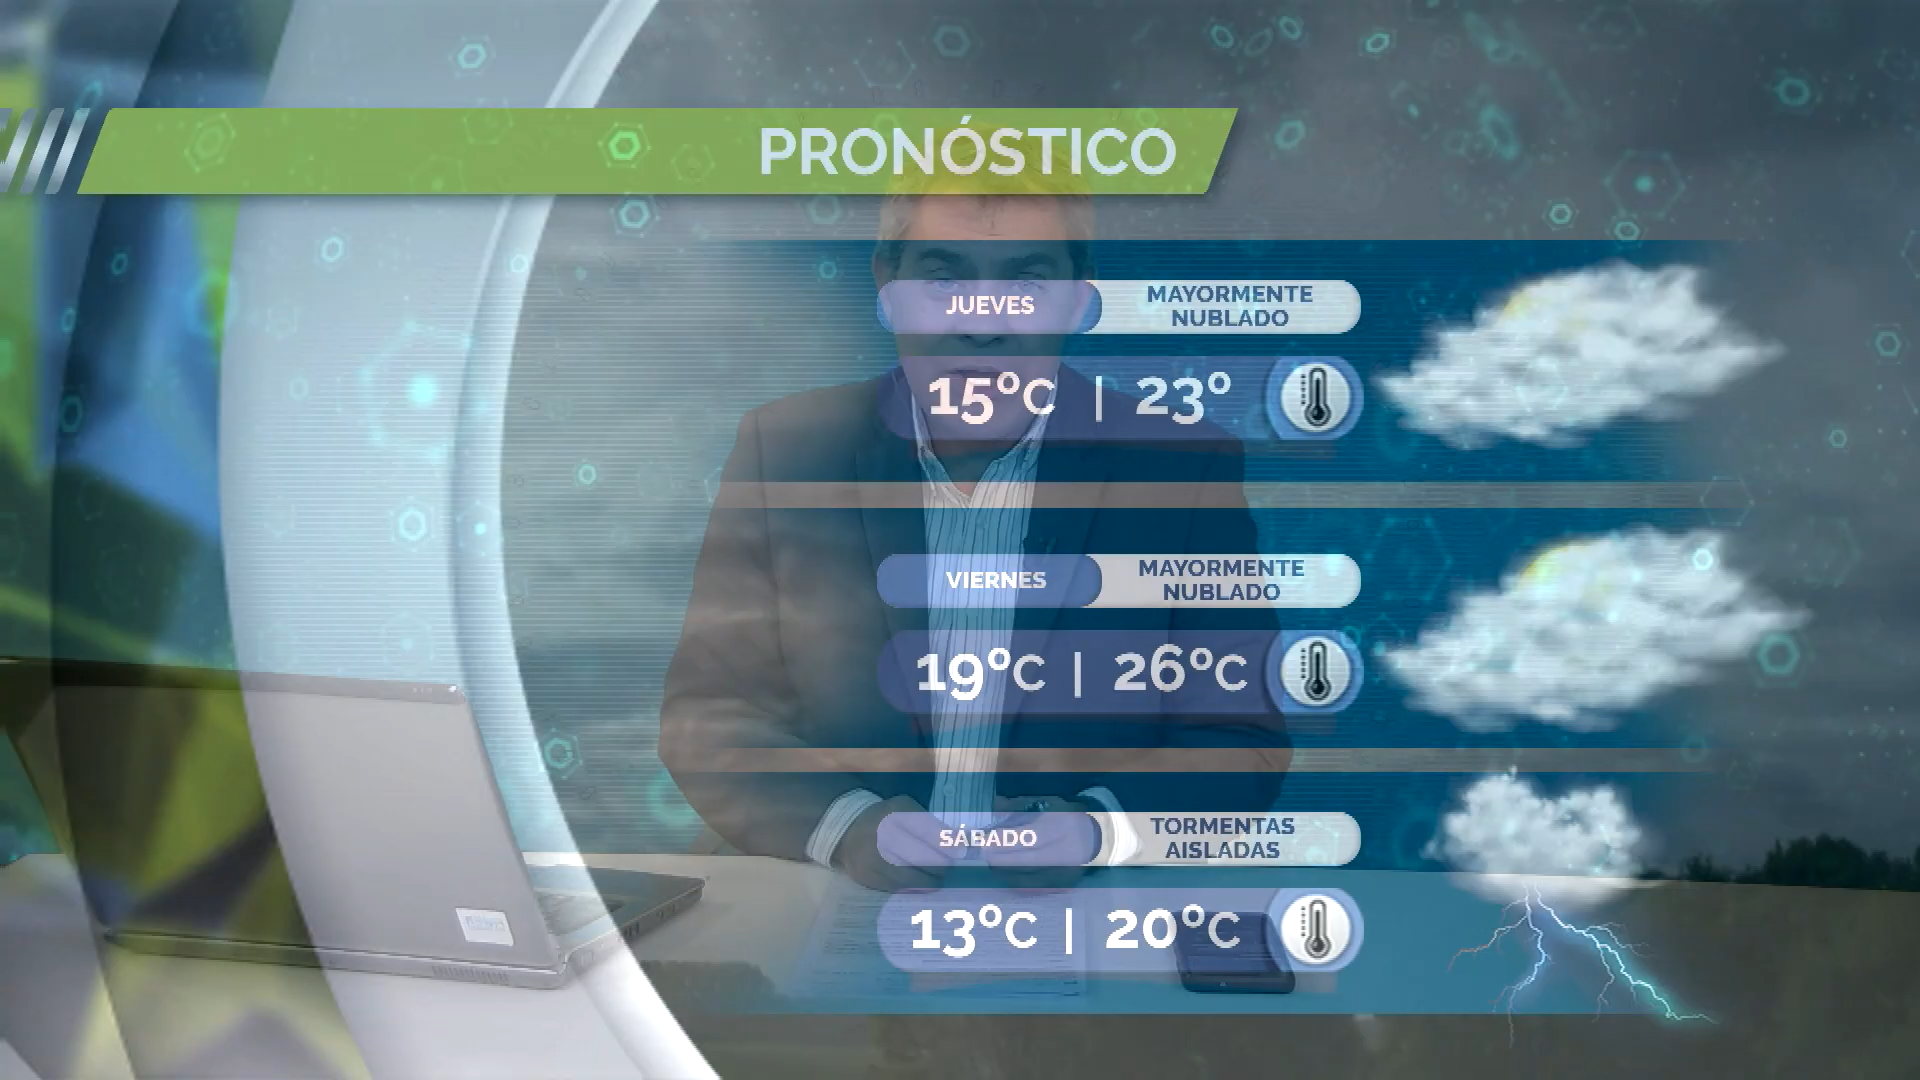 PRONÓSTICO
JUEVES
MAYORMENTE
NUBLADO
15°C | 23°
VIERNES
MAYORMENTE
NUBLADO
19°C | 26°C
SÁBADO
TORMENTAS
AISLADAS
13°C | 20°C